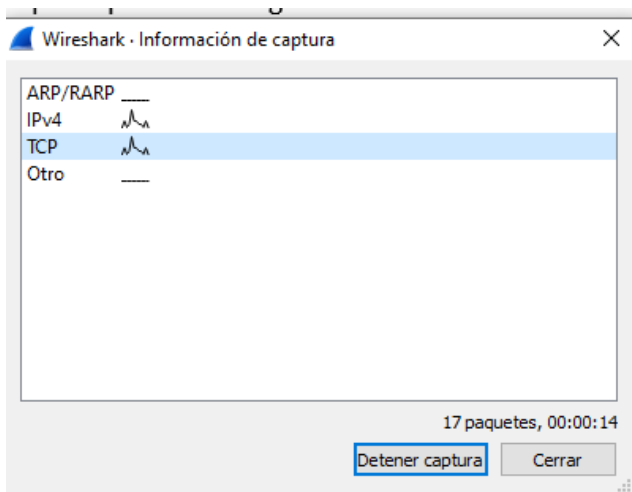 Wireshark · Información de captura
ARP/RARP
IPv4
TCP
Otro
17 paquetes, 00:00:14
Detener captura
Cerrar